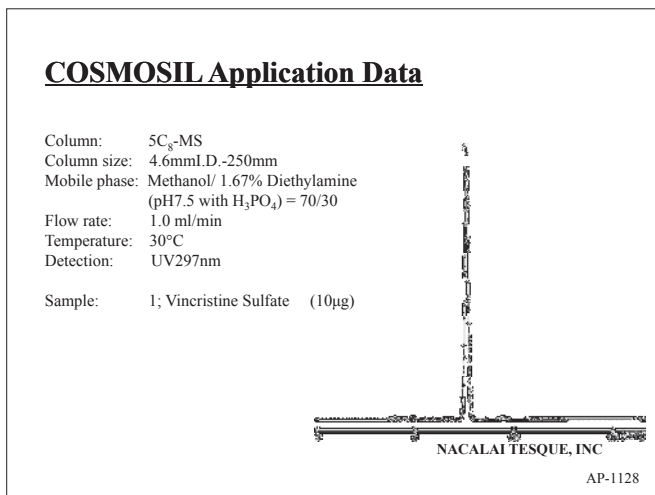 COSMOSIL Application Data
Column: 5C₈-MS
Column size: 4.6mmI.D.-250mm
Mobile phase: Methanol/ 1.67% Diethylamine
(pH7.5 with H₃PO₄) = 70/30
Flow rate: 1.0 ml/min
Temperature: 30°C
Detection: UV297nm
Sample: 1; Vincristine Sulfate (10μg)
NACALAI TESQUE, INC
AP-1128